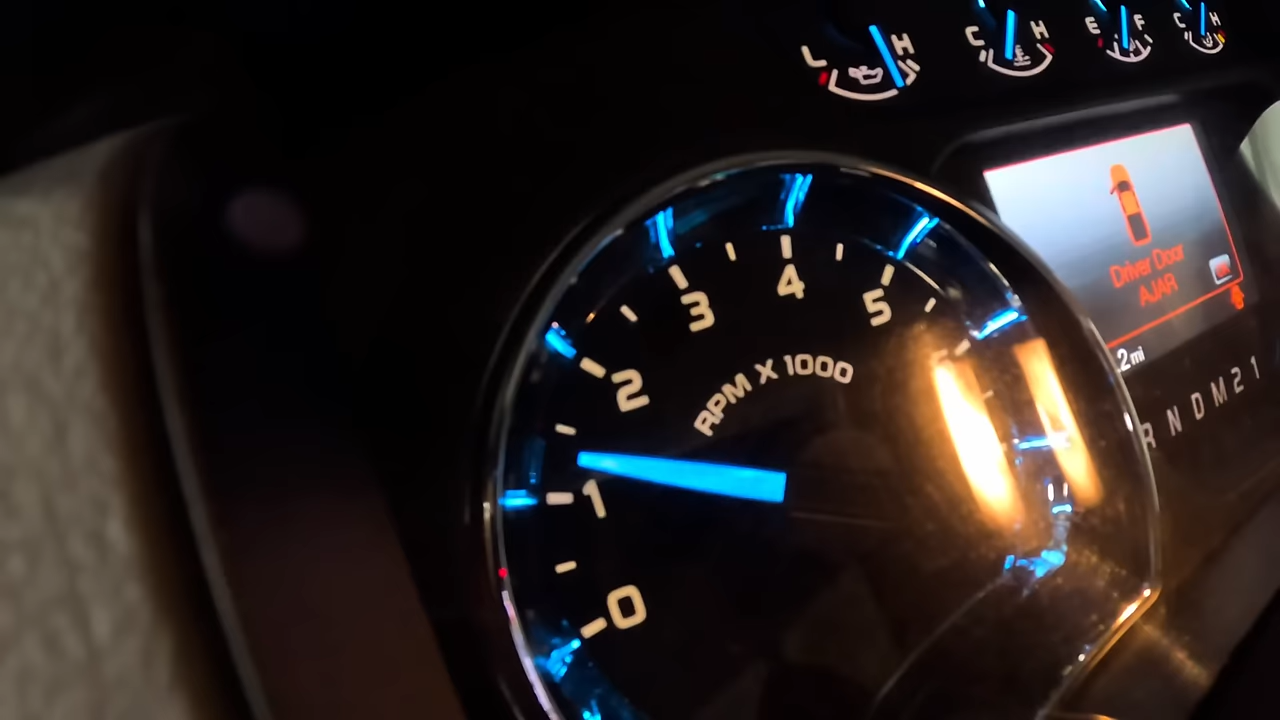 L H
C H
E F
C H
Driver Door
AJAR
2 mi
R N D M 2 1
0 1 2 3 4 5
RPM X 1000